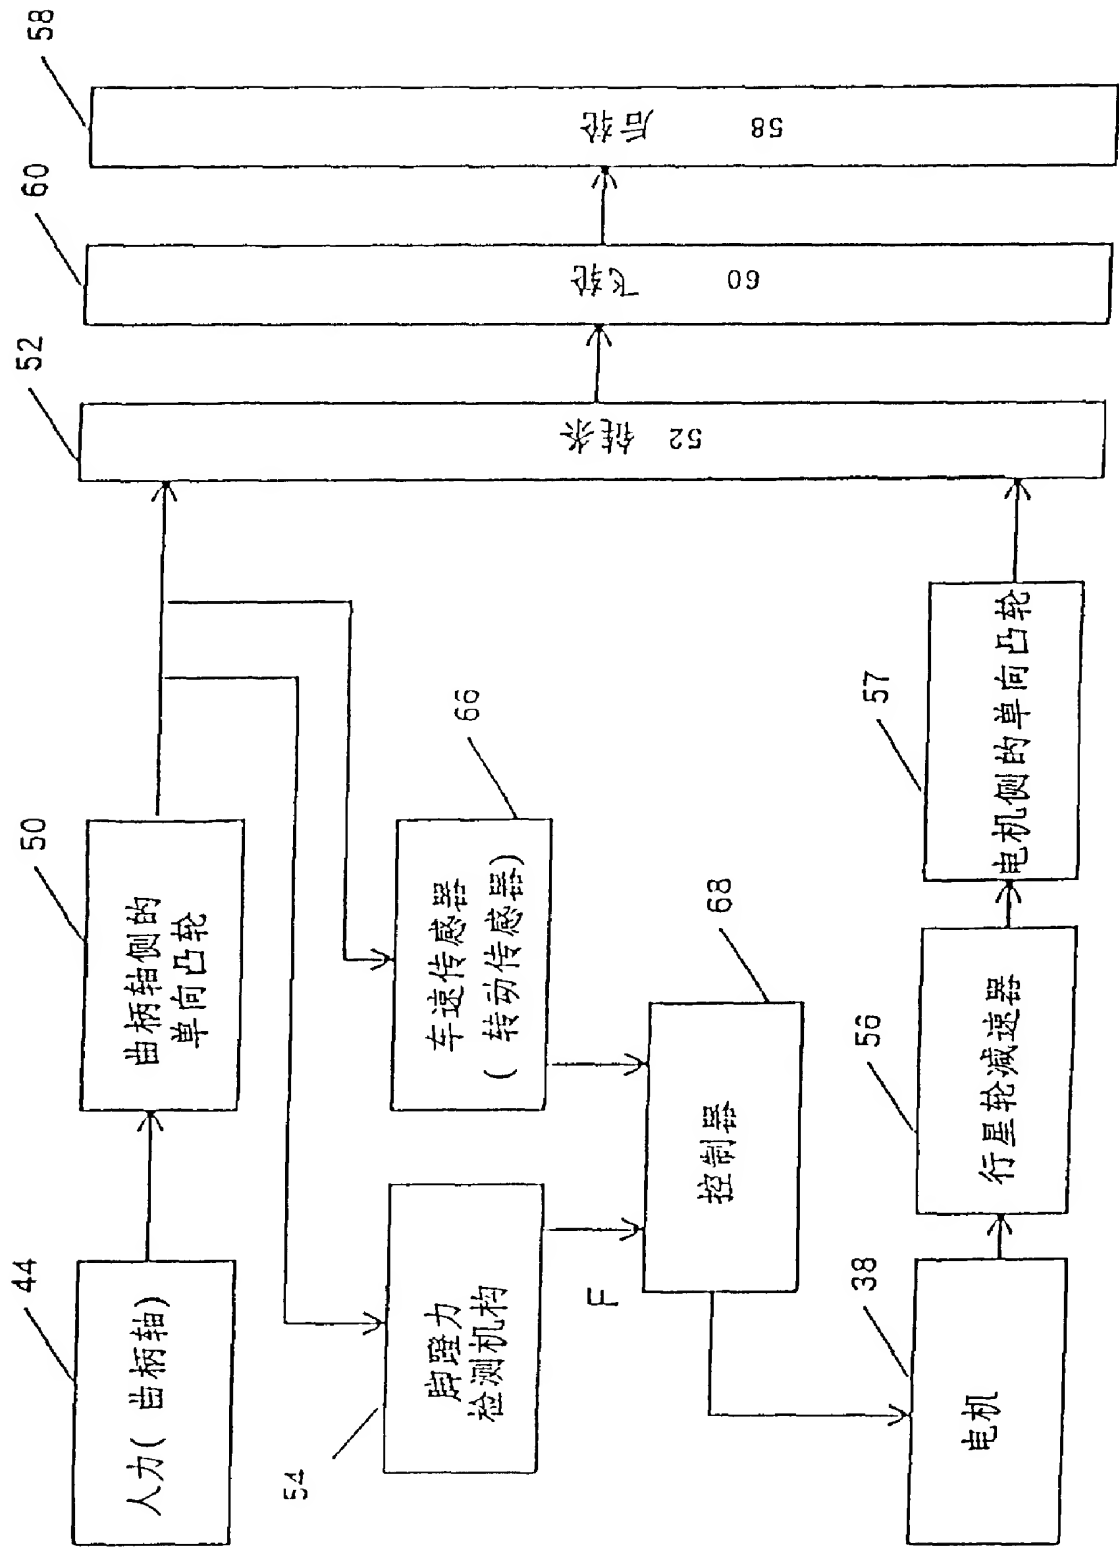 44
人力( 曲柄轴)
50
曲柄轴侧的
单向凸轮
52
52 链条
60
飞轮 60
58
后轮 58
54
脚蹬力
检测机构
66
车速传感器
( 转动传感器)
F
68
控制器
38
电机
56
行星轮减速器
57
电机侧的单向凸轮